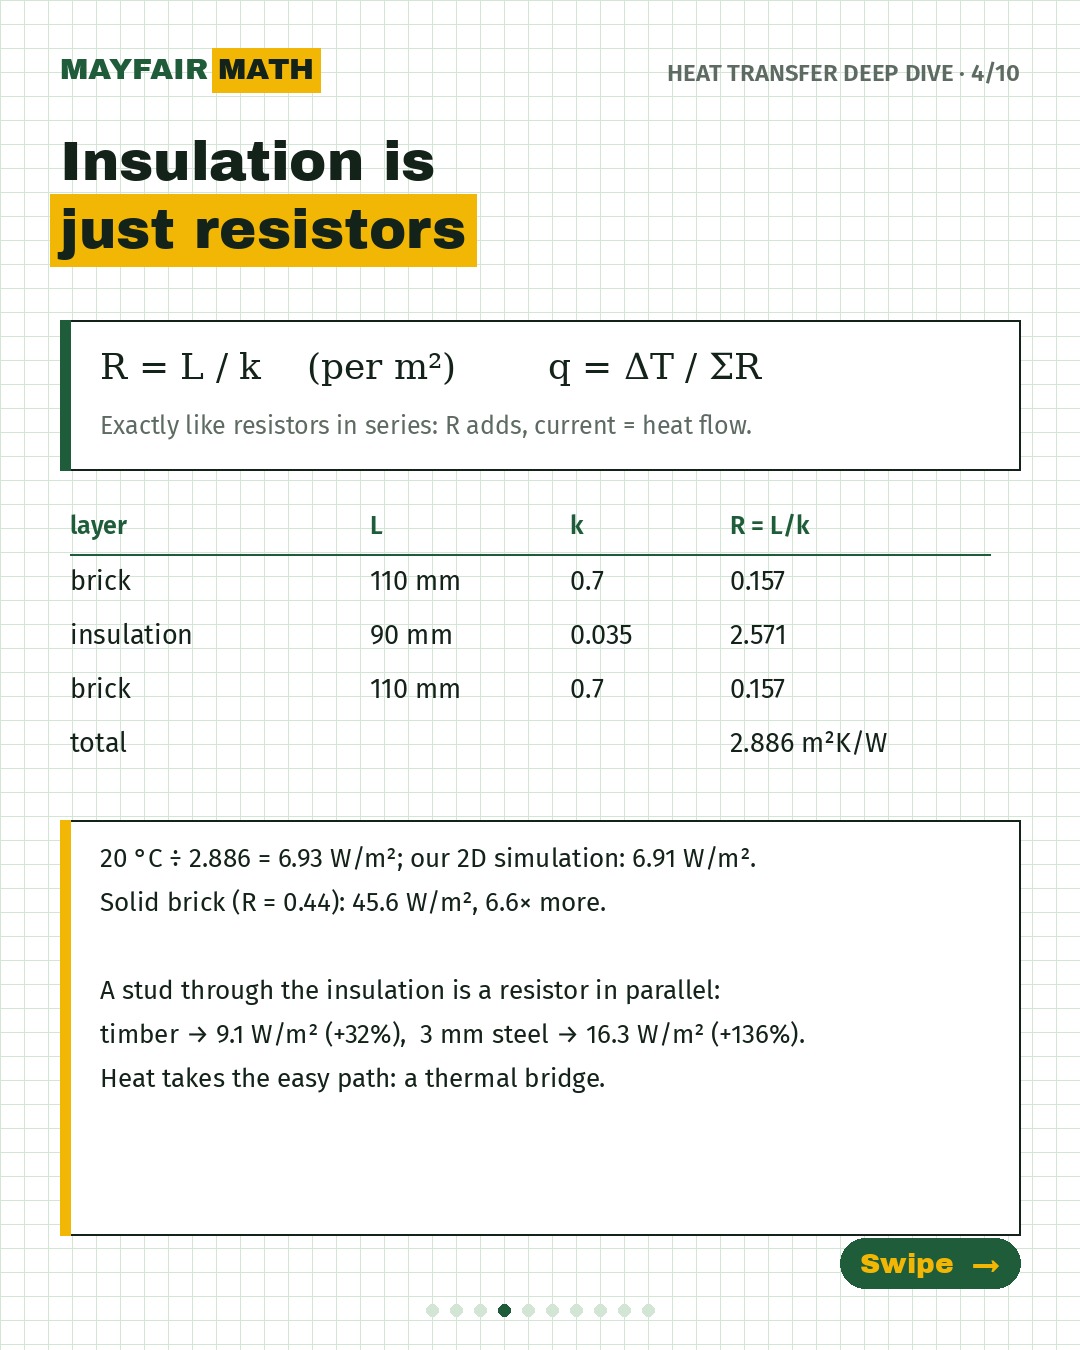 MAYFAIR MATH
HEAT TRANSFER DEEP DIVE · 4/10
Insulation is
just resistors
R = L / k (per m²) q = ΔT / ΣR
Exactly like resistors in series: R adds, current = heat flow.
layer L k R = L/k
brick 110 mm 0.7 0.157
insulation 90 mm 0.035 2.571
brick 110 mm 0.7 0.157
total 2.886 m²K/W
20 °C ÷ 2.886 = 6.93 W/m²; our 2D simulation: 6.91 W/m².
Solid brick (R = 0.44): 45.6 W/m², 6.6× more.
A stud through the insulation is a resistor in parallel:
timber → 9.1 W/m² (+32%), 3 mm steel → 16.3 W/m² (+136%).
Heat takes the easy path: a thermal bridge.
Swipe →